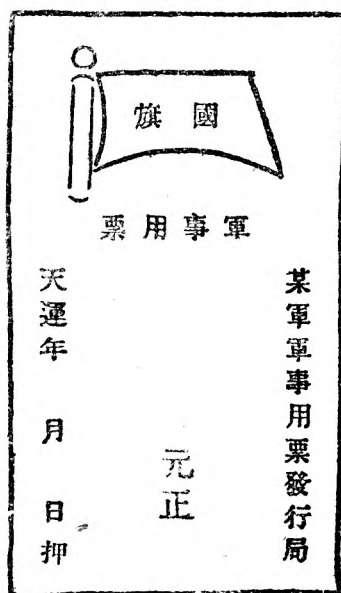 國旗
軍事用票
某軍軍事用票發行局
元正
天運年　月　日押